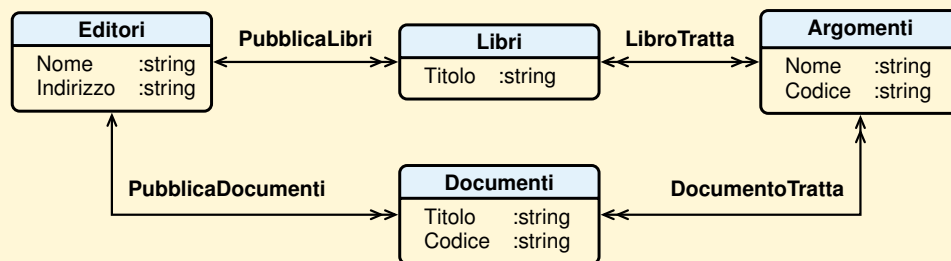 Editori
Nome :string
Indirizzo :string
PubblicaLibri
Libri
Titolo :string
LibroTratta
Argomenti
Nome :string
Codice :string
PubblicaDocumenti
Documenti
Titolo :string
Codice :string
DocumentoTratta